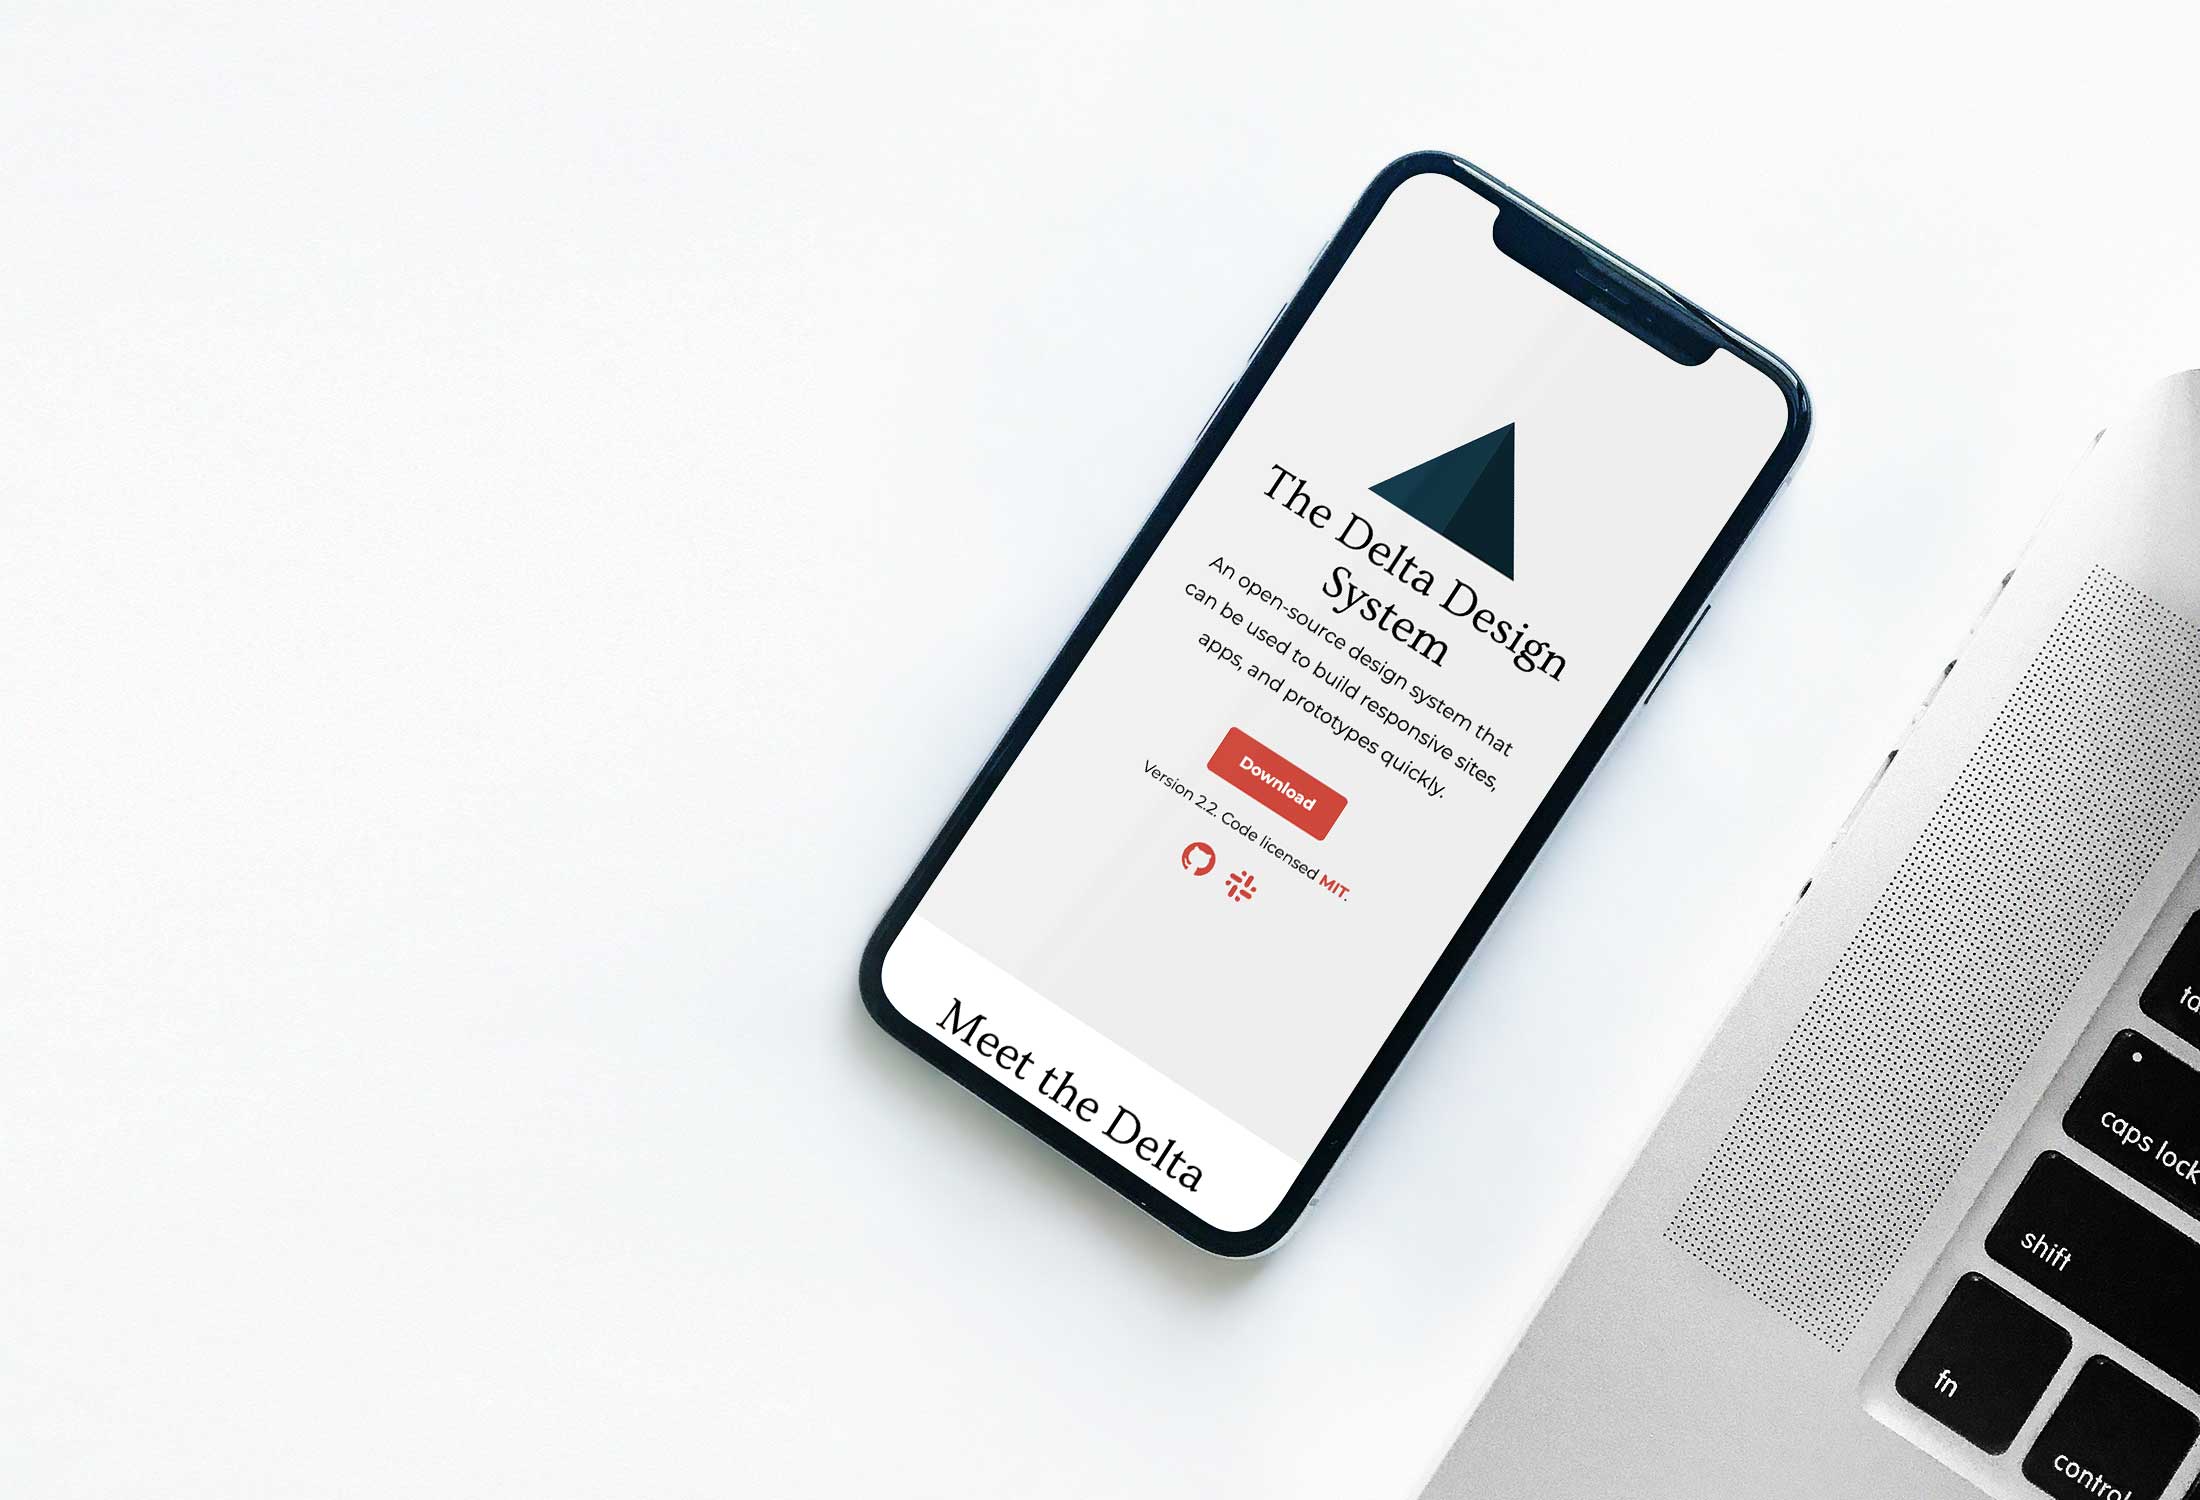 The Delta Design
System
An open-source design system that
can be used to build responsive sites,
apps, and prototypes quickly.
Download
Version 2.2. Code licensed MIT.
Meet the Delta
caps lock
shift
fn
control